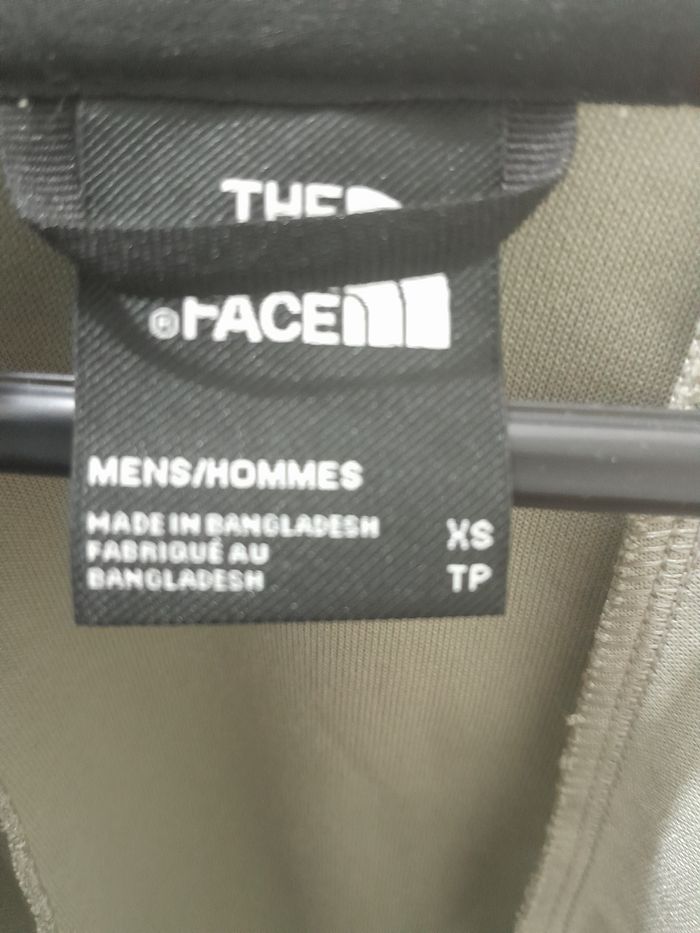 THE
®FACE
MENS/HOMMES
MADE IN BANGLADESH
FABRIQUÉ AU
BANGLADESH
XS
TP